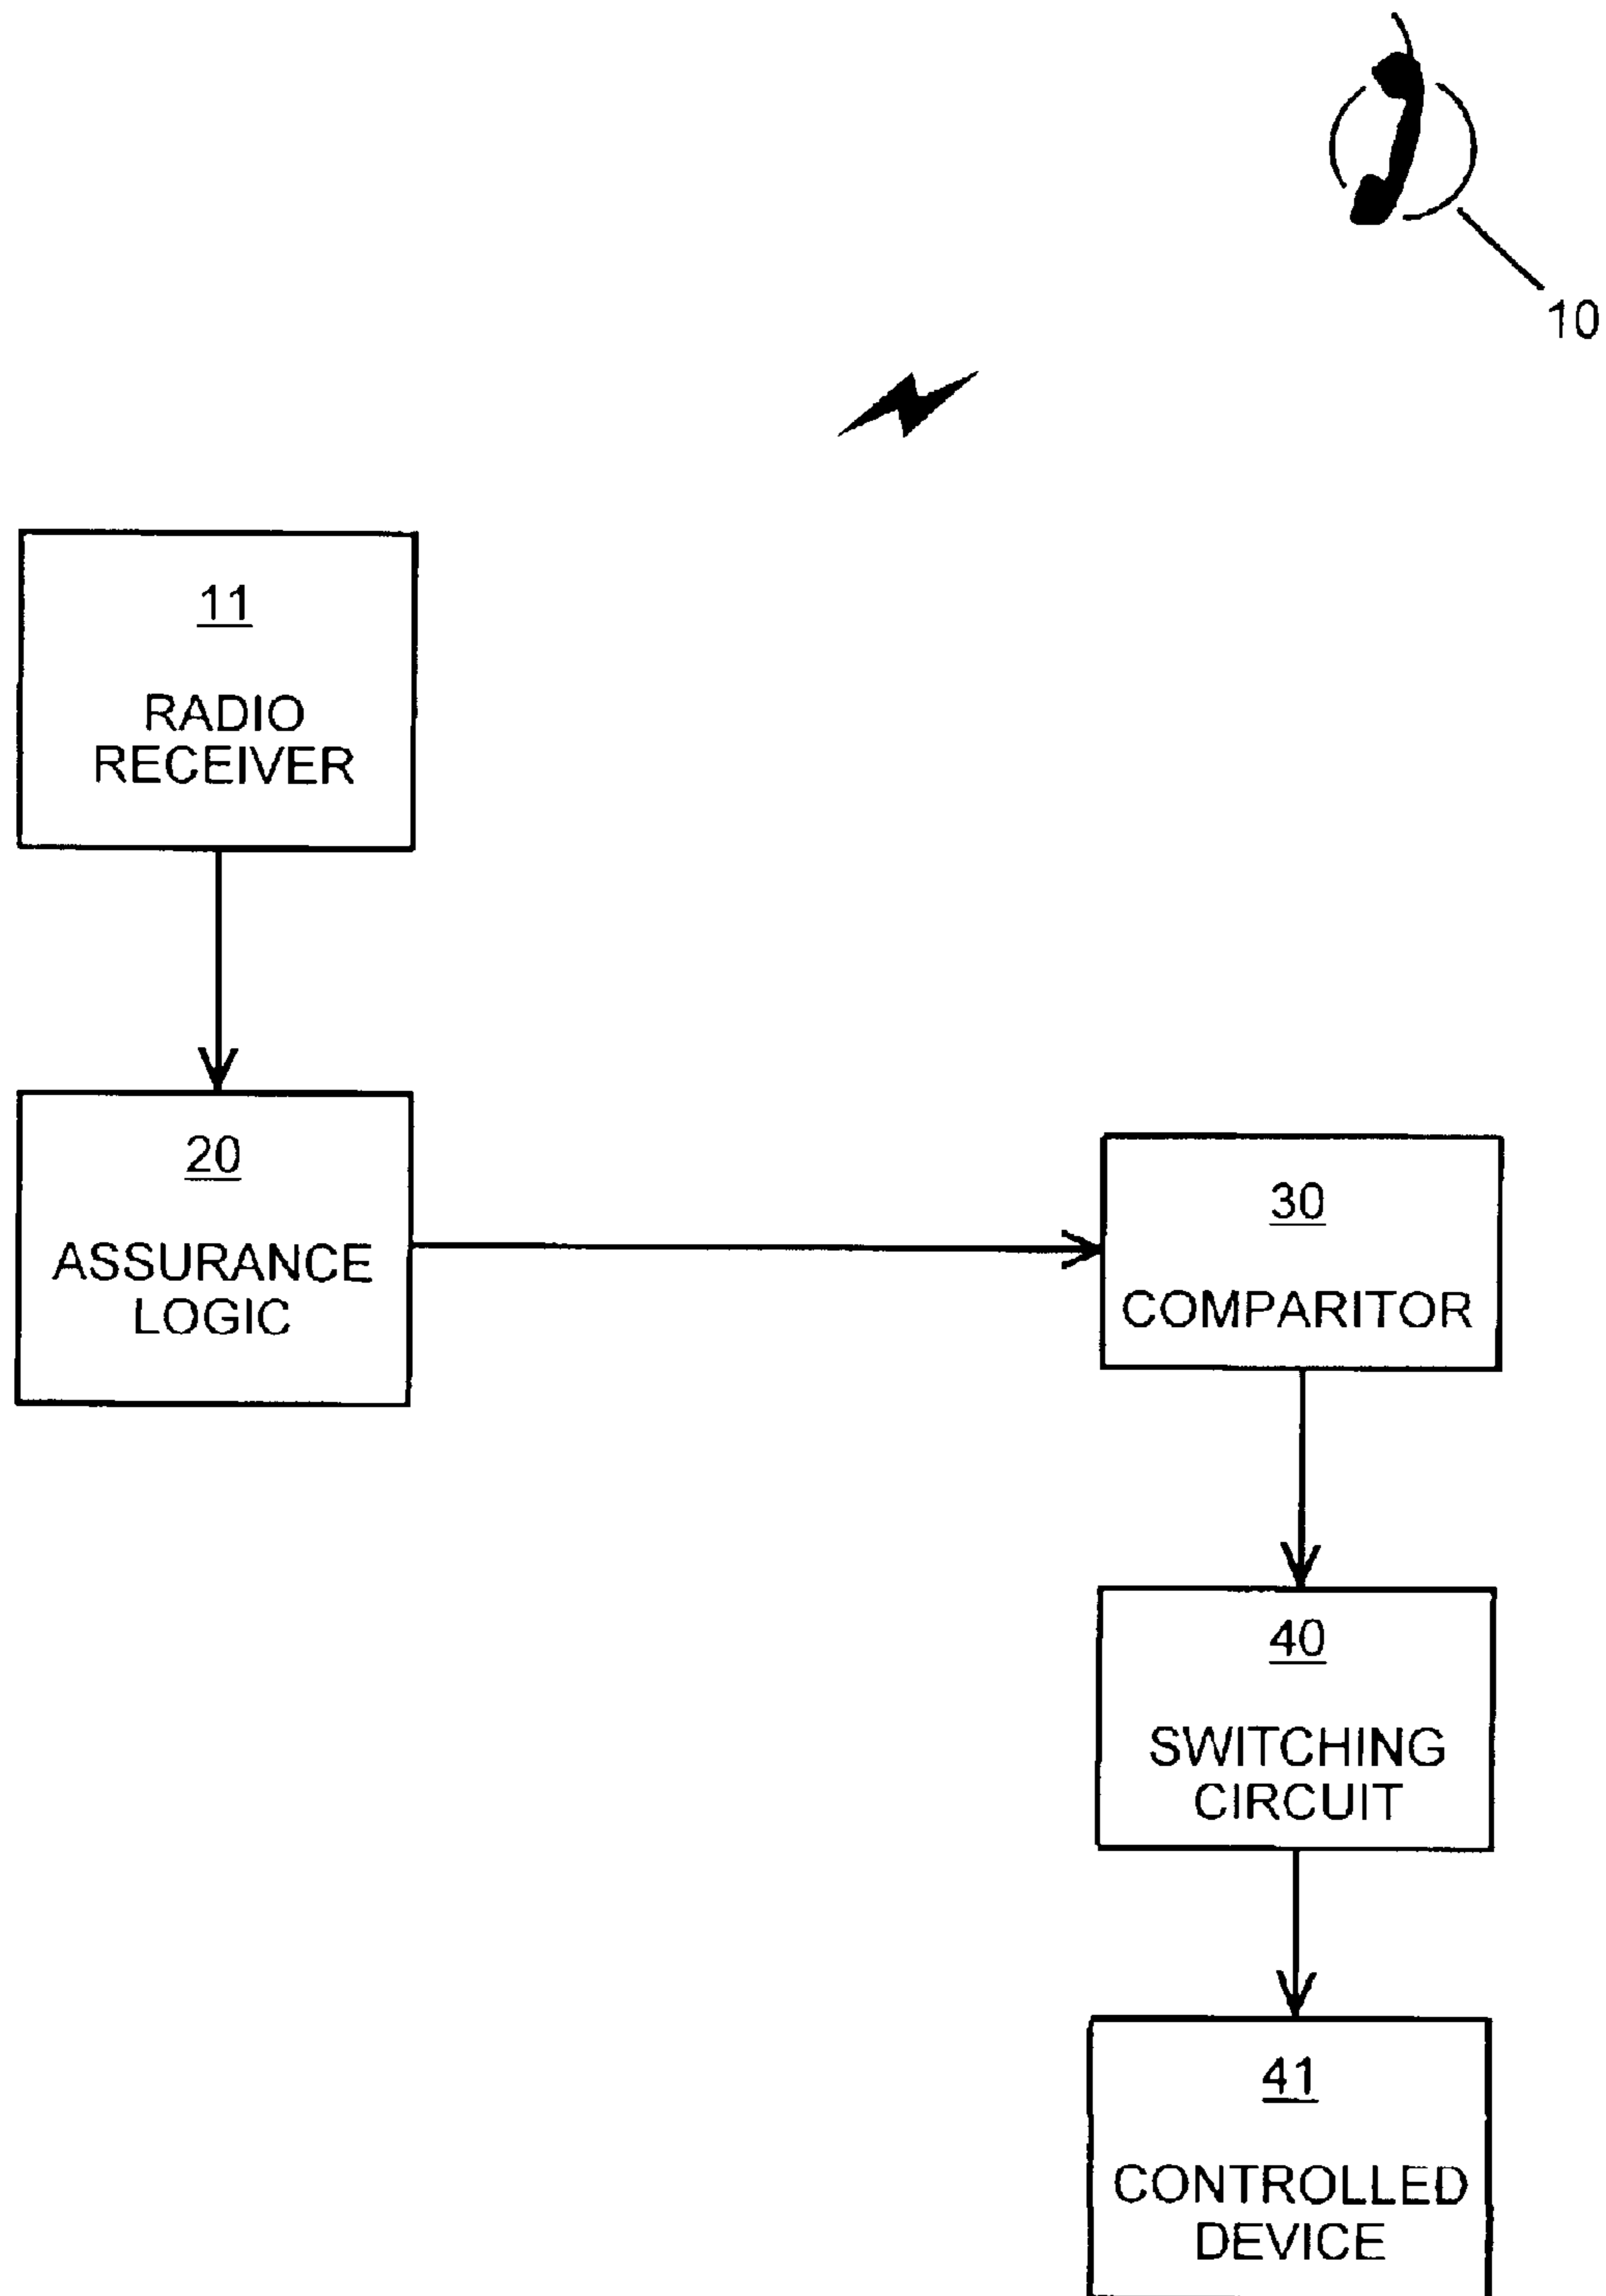 10
11
RADIO
RECEIVER
20
ASSURANCE
LOGIC
30
COMPARITOR
40
SWITCHING
CIRCUIT
41
CONTROLLED
DEVICE